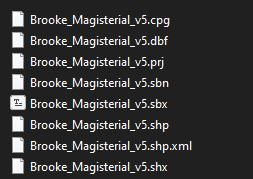 Brooke_Magisterial_v5.cpg
Brooke_Magisterial_v5.dbf
Brooke_Magisterial_v5.prj
Brooke_Magisterial_v5.sbn
Brooke_Magisterial_v5.sbx
Brooke_Magisterial_v5.shp
Brooke_Magisterial_v5.shp.xml
Brooke_Magisterial_v5.shx